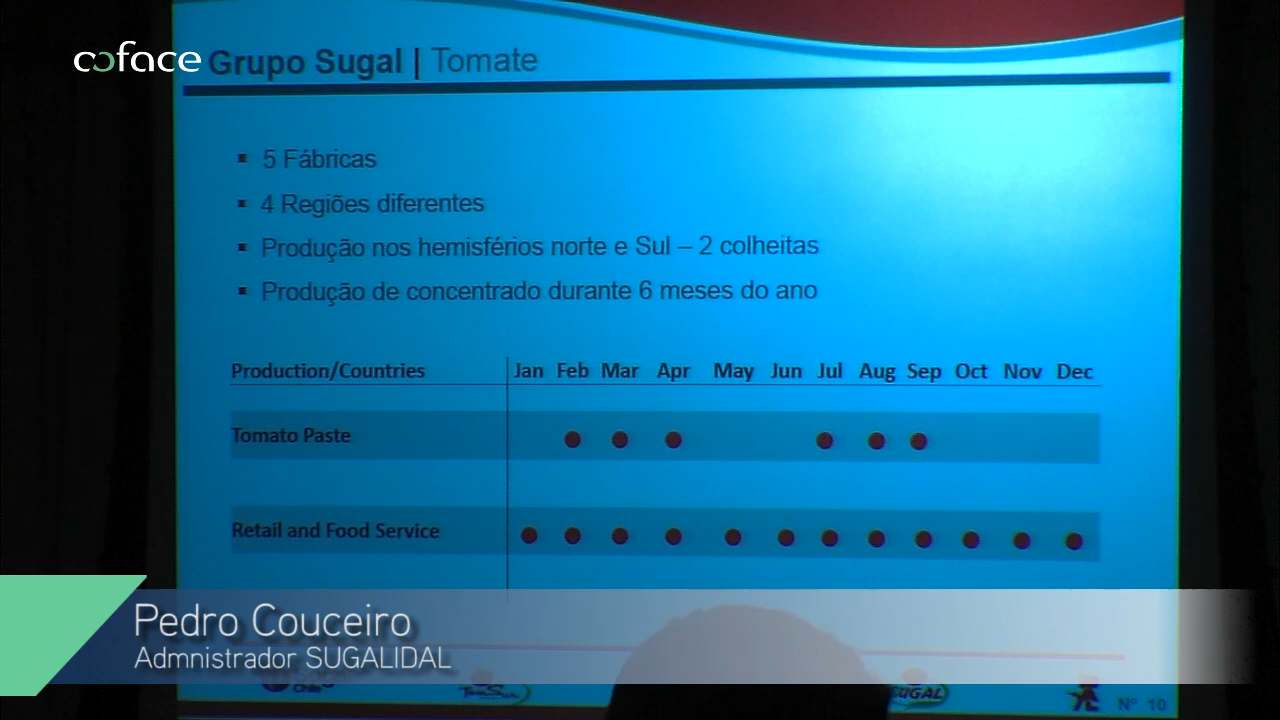 coface
Grupo Sugal | Tomate
▪ 5 Fábricas
▪ 4 Regiões diferentes
▪ Produção nos hemisférios norte e Sul – 2 colheitas
▪ Produção de concentrado durante 6 meses do ano
Production/Countries Jan Feb Mar Apr May Jun Jul Aug Sep Oct Nov Dec
Tomato Paste
Retail and Food Service
Pedro Couceiro
Admnistrador SUGALIDAL
Chile
SUGAL
Nº 10